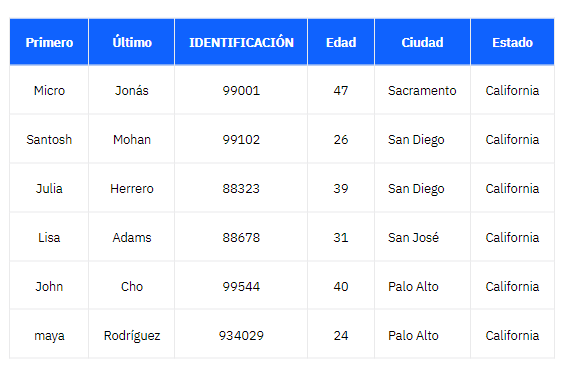 Primero Último IDENTIFICACIÓN Edad Ciudad Estado
Micro Jonás 99001 47 Sacramento California
Santosh Mohan 99102 26 San Diego California
Julia Herrero 88323 39 San Diego California
Lisa Adams 88678 31 San José California
John Cho 99544 40 Palo Alto California
maya Rodríguez 934029 24 Palo Alto California